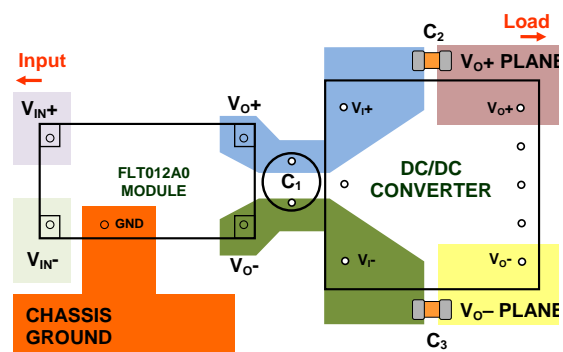 Load
C2
Input
VO+ PLANE
VIN+
VO+
VI+
VO+
FLT012A0
MODULE
C1
DC/DC
CONVERTER
GND
VIN-
VO-
VI-
VO-
CHASSIS
GROUND
VO– PLANE
C3